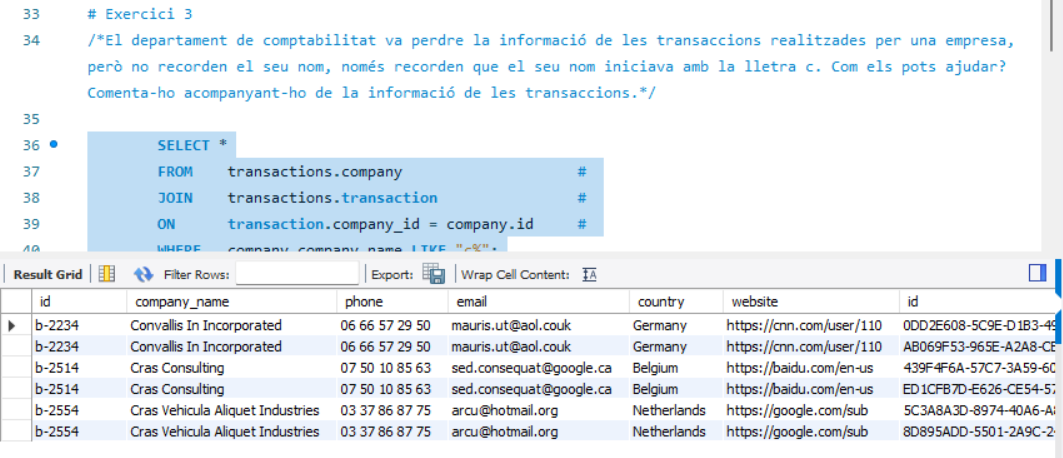 33 # Exercici 3
34 /*El departament de comptabilitat va perdre la informació de les transaccions realitzades per una empresa,
però no recorden el seu nom, només recorden que el seu nom iniciava amb la lletra c. Com els pots ajudar?
Comenta-ho acompanyant-ho de la informació de les transaccions.*/
35
36 SELECT *
37 FROM transactions.company #
38 JOIN transactions.transaction #
39 ON transaction.company_id = company.id #
40 WHERE company.company_name LIKE "c%";
Result Grid Filter Rows: Export: Wrap Cell Content:
id company_name phone email country website id
b-2234 Convallis In Incorporated 06 66 57 29 50 mauris.ut@aol.couk Germany https://cnn.com/user/110 0DD2E608-5C9E-D1B3-49
b-2234 Convallis In Incorporated 06 66 57 29 50 mauris.ut@aol.couk Germany https://cnn.com/user/110 AB069F53-965E-A2A8-CE
b-2514 Cras Consulting 07 50 10 85 63 sed.consequat@google.ca Belgium https://baidu.com/en-us 439F4F6A-57C7-3A59-60
b-2514 Cras Consulting 07 50 10 85 63 sed.consequat@google.ca Belgium https://baidu.com/en-us ED1CFB7D-E626-CE54-57
b-2554 Cras Vehicula Aliquet Industries 03 37 86 87 75 arcu@hotmail.org Netherlands https://google.com/sub 5C3A8A3D-8974-40A6-A
b-2554 Cras Vehicula Aliquet Industries 03 37 86 87 75 arcu@hotmail.org Netherlands https://google.com/sub 8D895ADD-5501-2A9C-2